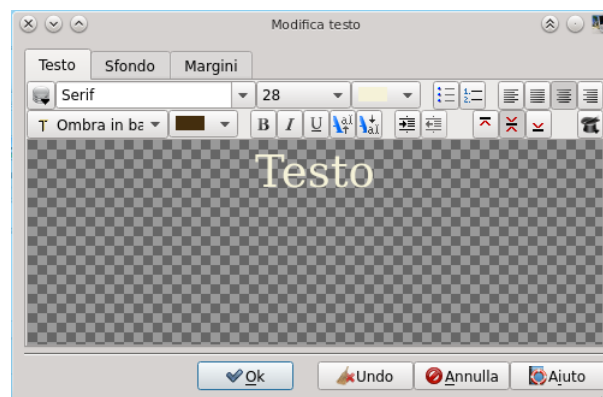 Modifica testo
Testo Sfondo Margini
Serif 28
T Ombra in ba B I U
Testo
Ok Undo Annulla Aiuto